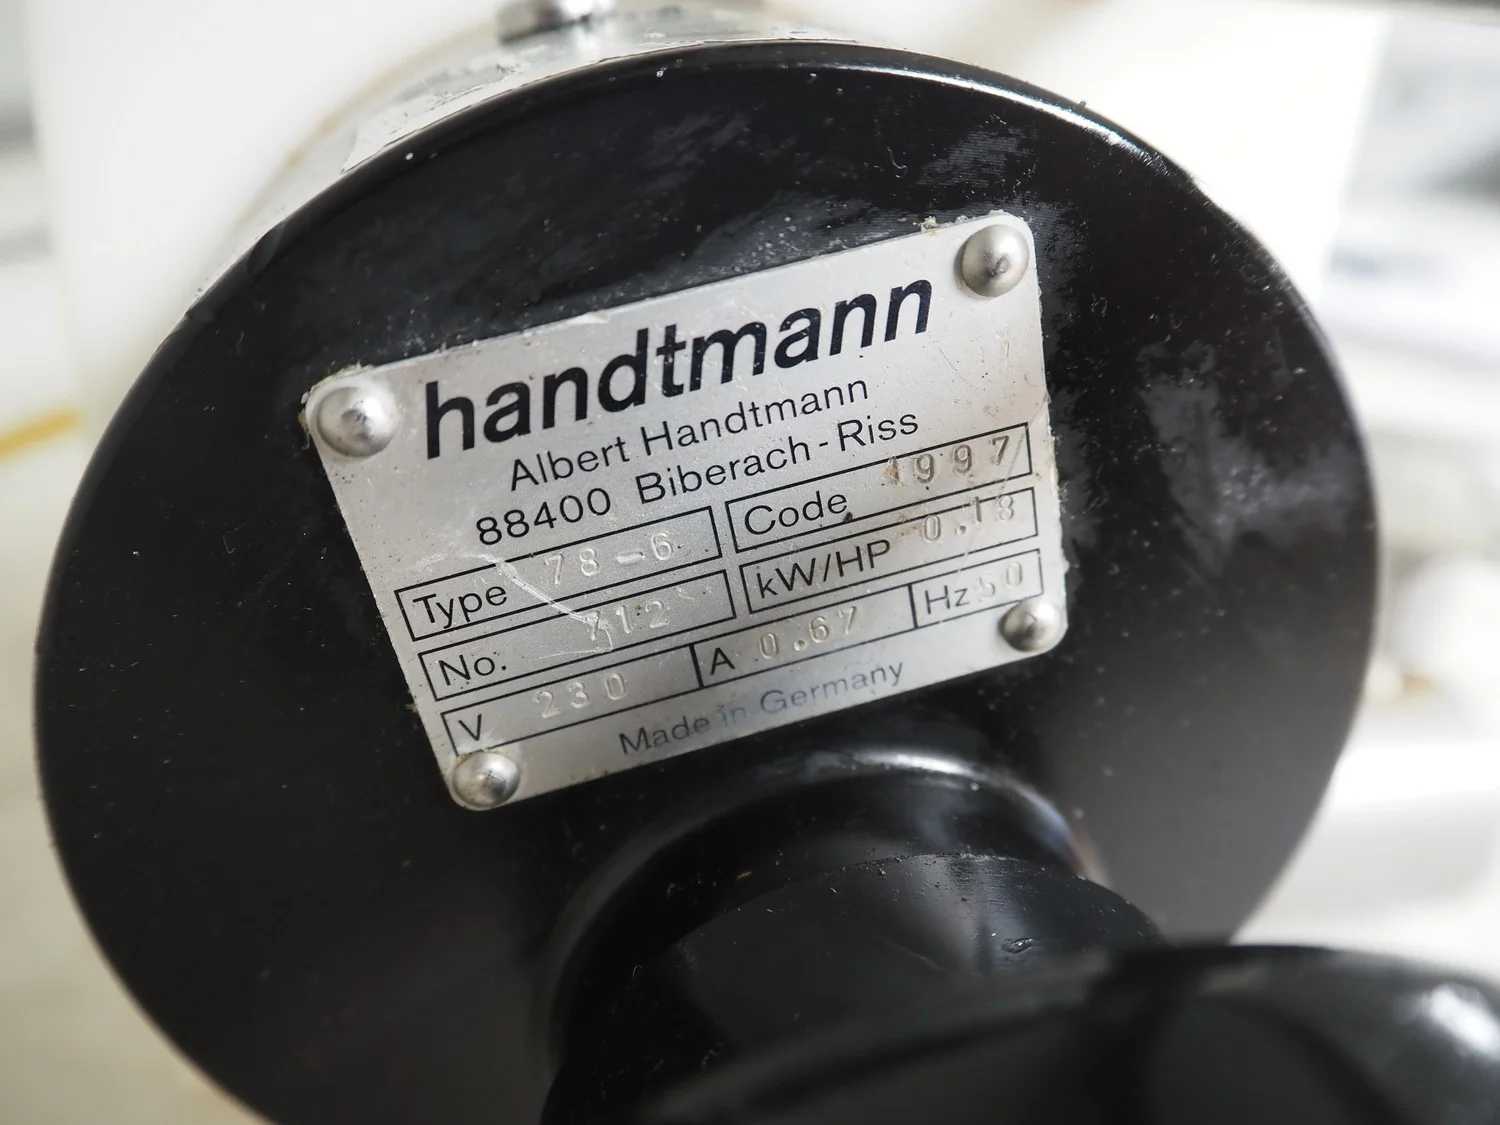 handtmann
Albert Handtmann
88400 Biberach-Riss
Type 78-6 Code 1997
No. 712 kW/HP 0.18
V 230 A 0.67 Hz 50
Made in Germany